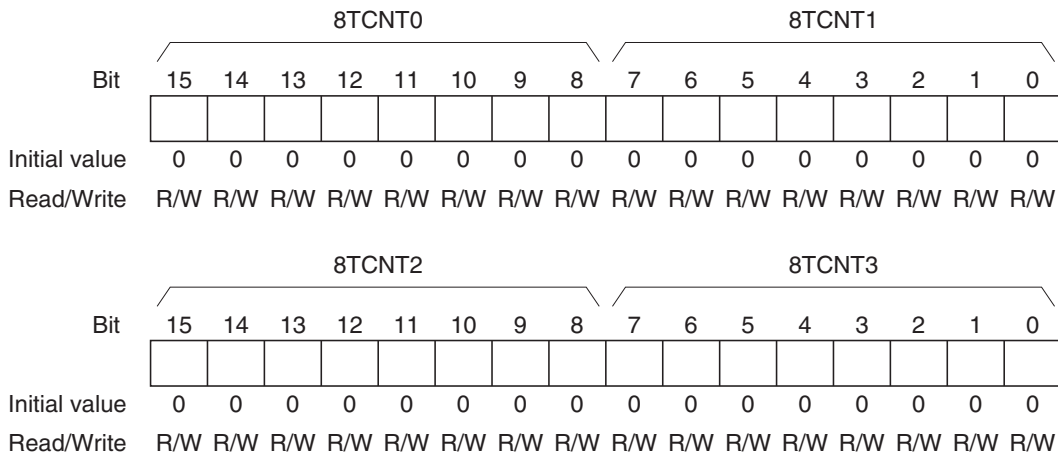 8TCNT0 8TCNT1
Bit 15 14 13 12 11 10 9 8 7 6 5 4 3 2 1 0
Initial value 0 0 0 0 0 0 0 0 0 0 0 0 0 0 0 0
Read/Write R/W R/W R/W R/W R/W R/W R/W R/W R/W R/W R/W R/W R/W R/W R/W R/W
8TCNT2 8TCNT3
Bit 15 14 13 12 11 10 9 8 7 6 5 4 3 2 1 0
Initial value 0 0 0 0 0 0 0 0 0 0 0 0 0 0 0 0
Read/Write R/W R/W R/W R/W R/W R/W R/W R/W R/W R/W R/W R/W R/W R/W R/W R/W